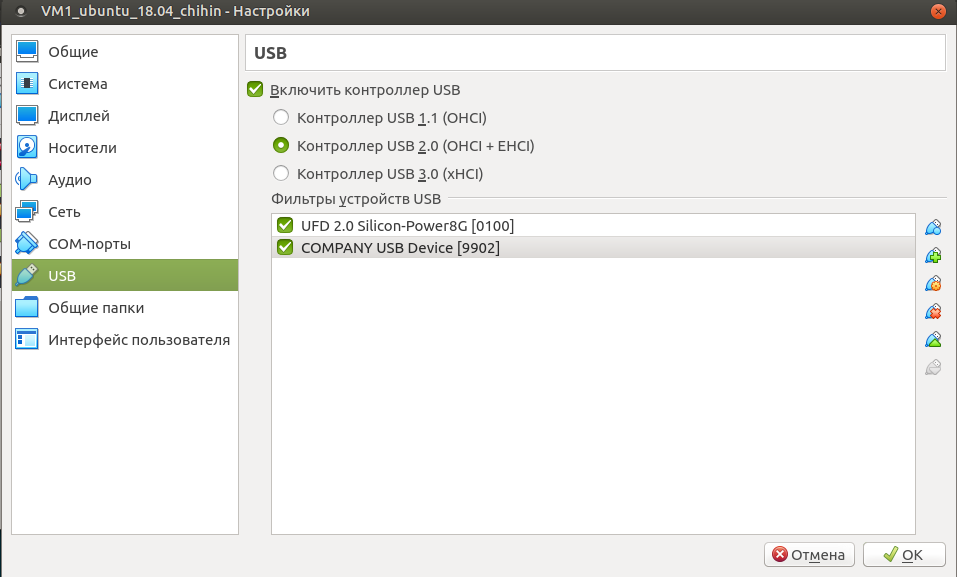 VM1_ubuntu_18.04_chihin - Настройки
Общие
Система
Дисплей
Носители
Аудио
Сеть
COM-порты
USB
Общие папки
Интерфейс пользователя
USB
Включить контроллер USB
Контроллер USB 1.1 (OHCI)
Контроллер USB 2.0 (OHCI + EHCI)
Контроллер USB 3.0 (xHCI)
Фильтры устройств USB
UFD 2.0 Silicon-Power8G [0100]
COMPANY USB Device [9902]
Отмена
OK